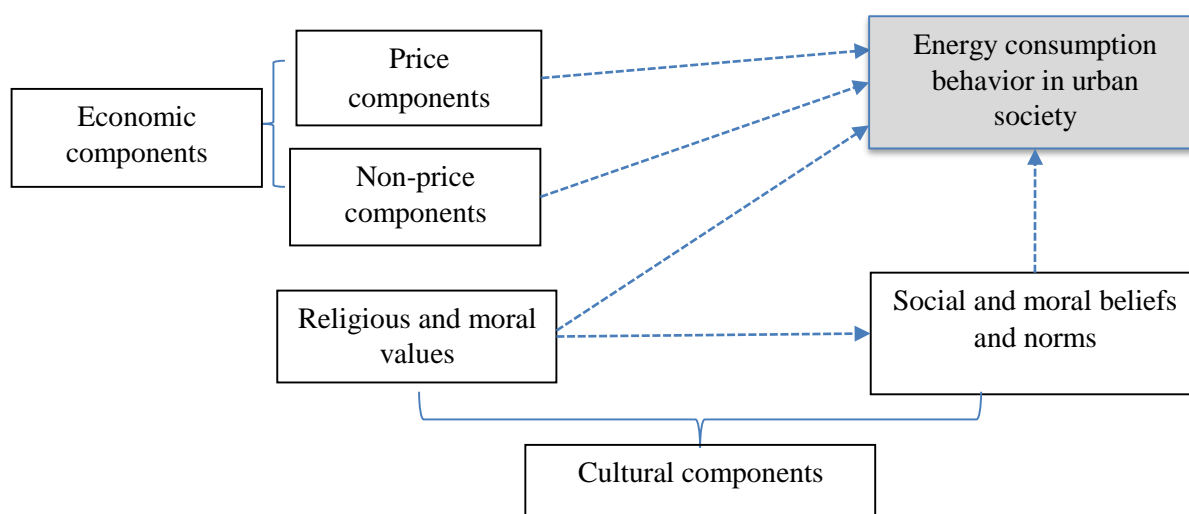 Price
components
Energy consumption
behavior in urban
society
Economic
components
Non-price
components
Religious and moral
values
Social and moral beliefs
and norms
Cultural components